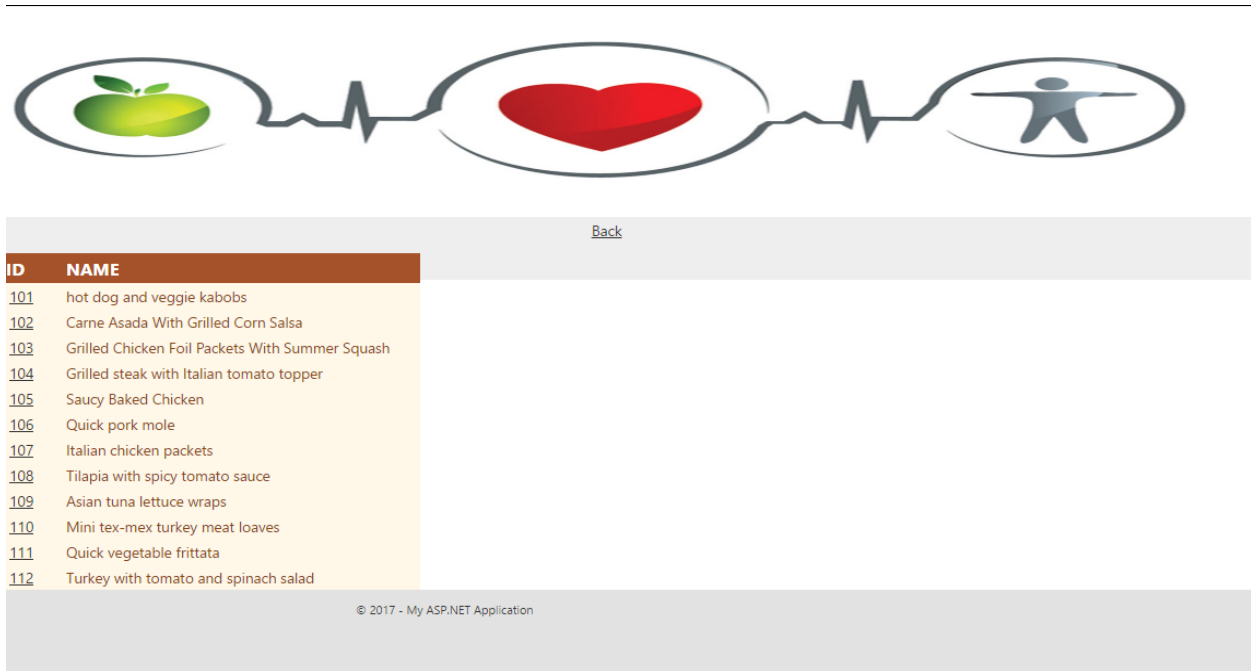 Back
ID NAME
101 hot dog and veggie kabobs
102 Carne Asada With Grilled Corn Salsa
103 Grilled Chicken Foil Packets With Summer Squash
104 Grilled steak with Italian tomato topper
105 Saucy Baked Chicken
106 Quick pork mole
107 Italian chicken packets
108 Tilapia with spicy tomato sauce
109 Asian tuna lettuce wraps
110 Mini tex-mex turkey meat loaves
111 Quick vegetable frittata
112 Turkey with tomato and spinach salad
© 2017 - My ASP.NET Application